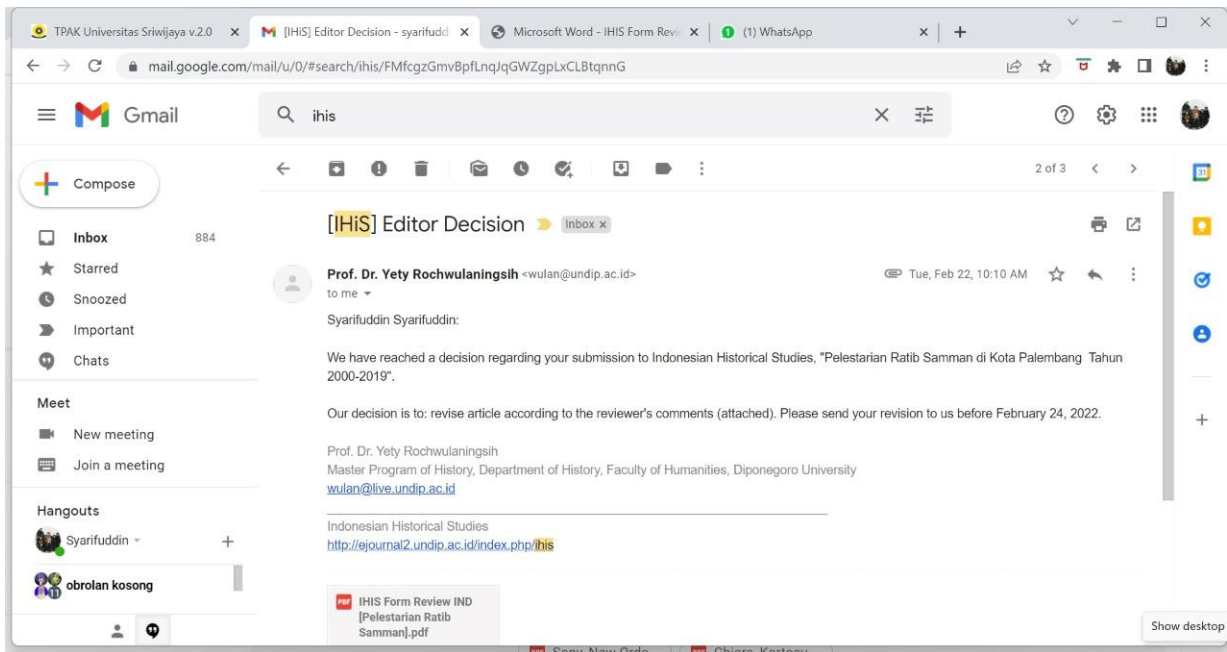 TPAK Universitas Sriwijaya v.2.0
[IHiS] Editor Decision - syarifudd
Microsoft Word - IHIS Form Revie
(1) WhatsApp
mail.google.com/mail/u/0/#search/ihis/FMfcgzGmvBpfLnqJqGWZgpLxCLBtqnnG
Gmail
ihis
Compose
2 of 3
31
[IHiS] Editor Decision
Inbox x
Inbox 884
Starred
Snoozed
Important
Chats
Prof. Dr. Yety Rochwulaningsih <wulan@undip.ac.id>
Tue, Feb 22, 10:10 AM
to me
Syarifuddin Syarifuddin:
We have reached a decision regarding your submission to Indonesian Historical Studies, "Pelestarian Ratib Samman di Kota Palembang Tahun
2000-2019".
Our decision is to: revise article according to the reviewer's comments (attached). Please send your revision to us before February 24, 2022.
Prof. Dr. Yety Rochwulaningsih
Master Program of History, Department of History, Faculty of Humanities, Diponegoro University
wulan@live.undip.ac.id
Indonesian Historical Studies
http://ejournal2.undip.ac.id/index.php/ihis
Meet
New meeting
Join a meeting
Hangouts
Syarifuddin
11
obrolan kosong
PDF IHIS Form Review IND
[Pelestarian Ratib
Samman].pdf
Show desktop